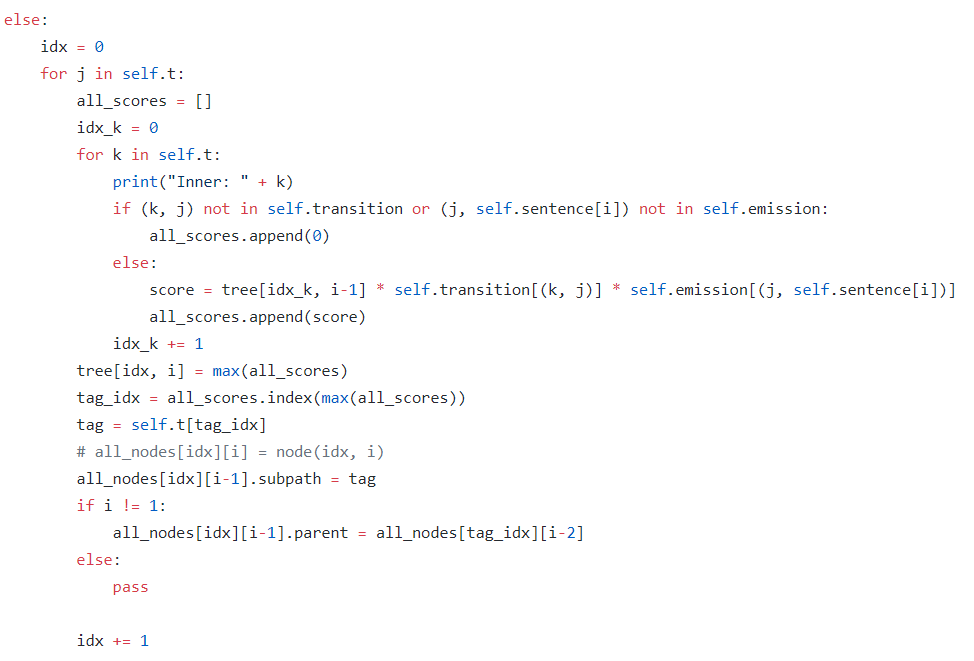 else:
    idx = 0
    for j in self.t:
        all_scores = []
        idx_k = 0
        for k in self.t:
            print("Inner: " + k)
            if (k, j) not in self.transition or (j, self.sentence[i]) not in self.emission:
                all_scores.append(0)
            else:
                score = tree[idx_k, i-1] * self.transition[(k, j)] * self.emission[(j, self.sentence[i])]
                all_scores.append(score)
            idx_k += 1
        tree[idx, i] = max(all_scores)
        tag_idx = all_scores.index(max(all_scores))
        tag = self.t[tag_idx]
        # all_nodes[idx][i] = node(idx, i)
        all_nodes[idx][i-1].subpath = tag
        if i != 1:
            all_nodes[idx][i-1].parent = all_nodes[tag_idx][i-2]
        else:
            pass

        idx += 1